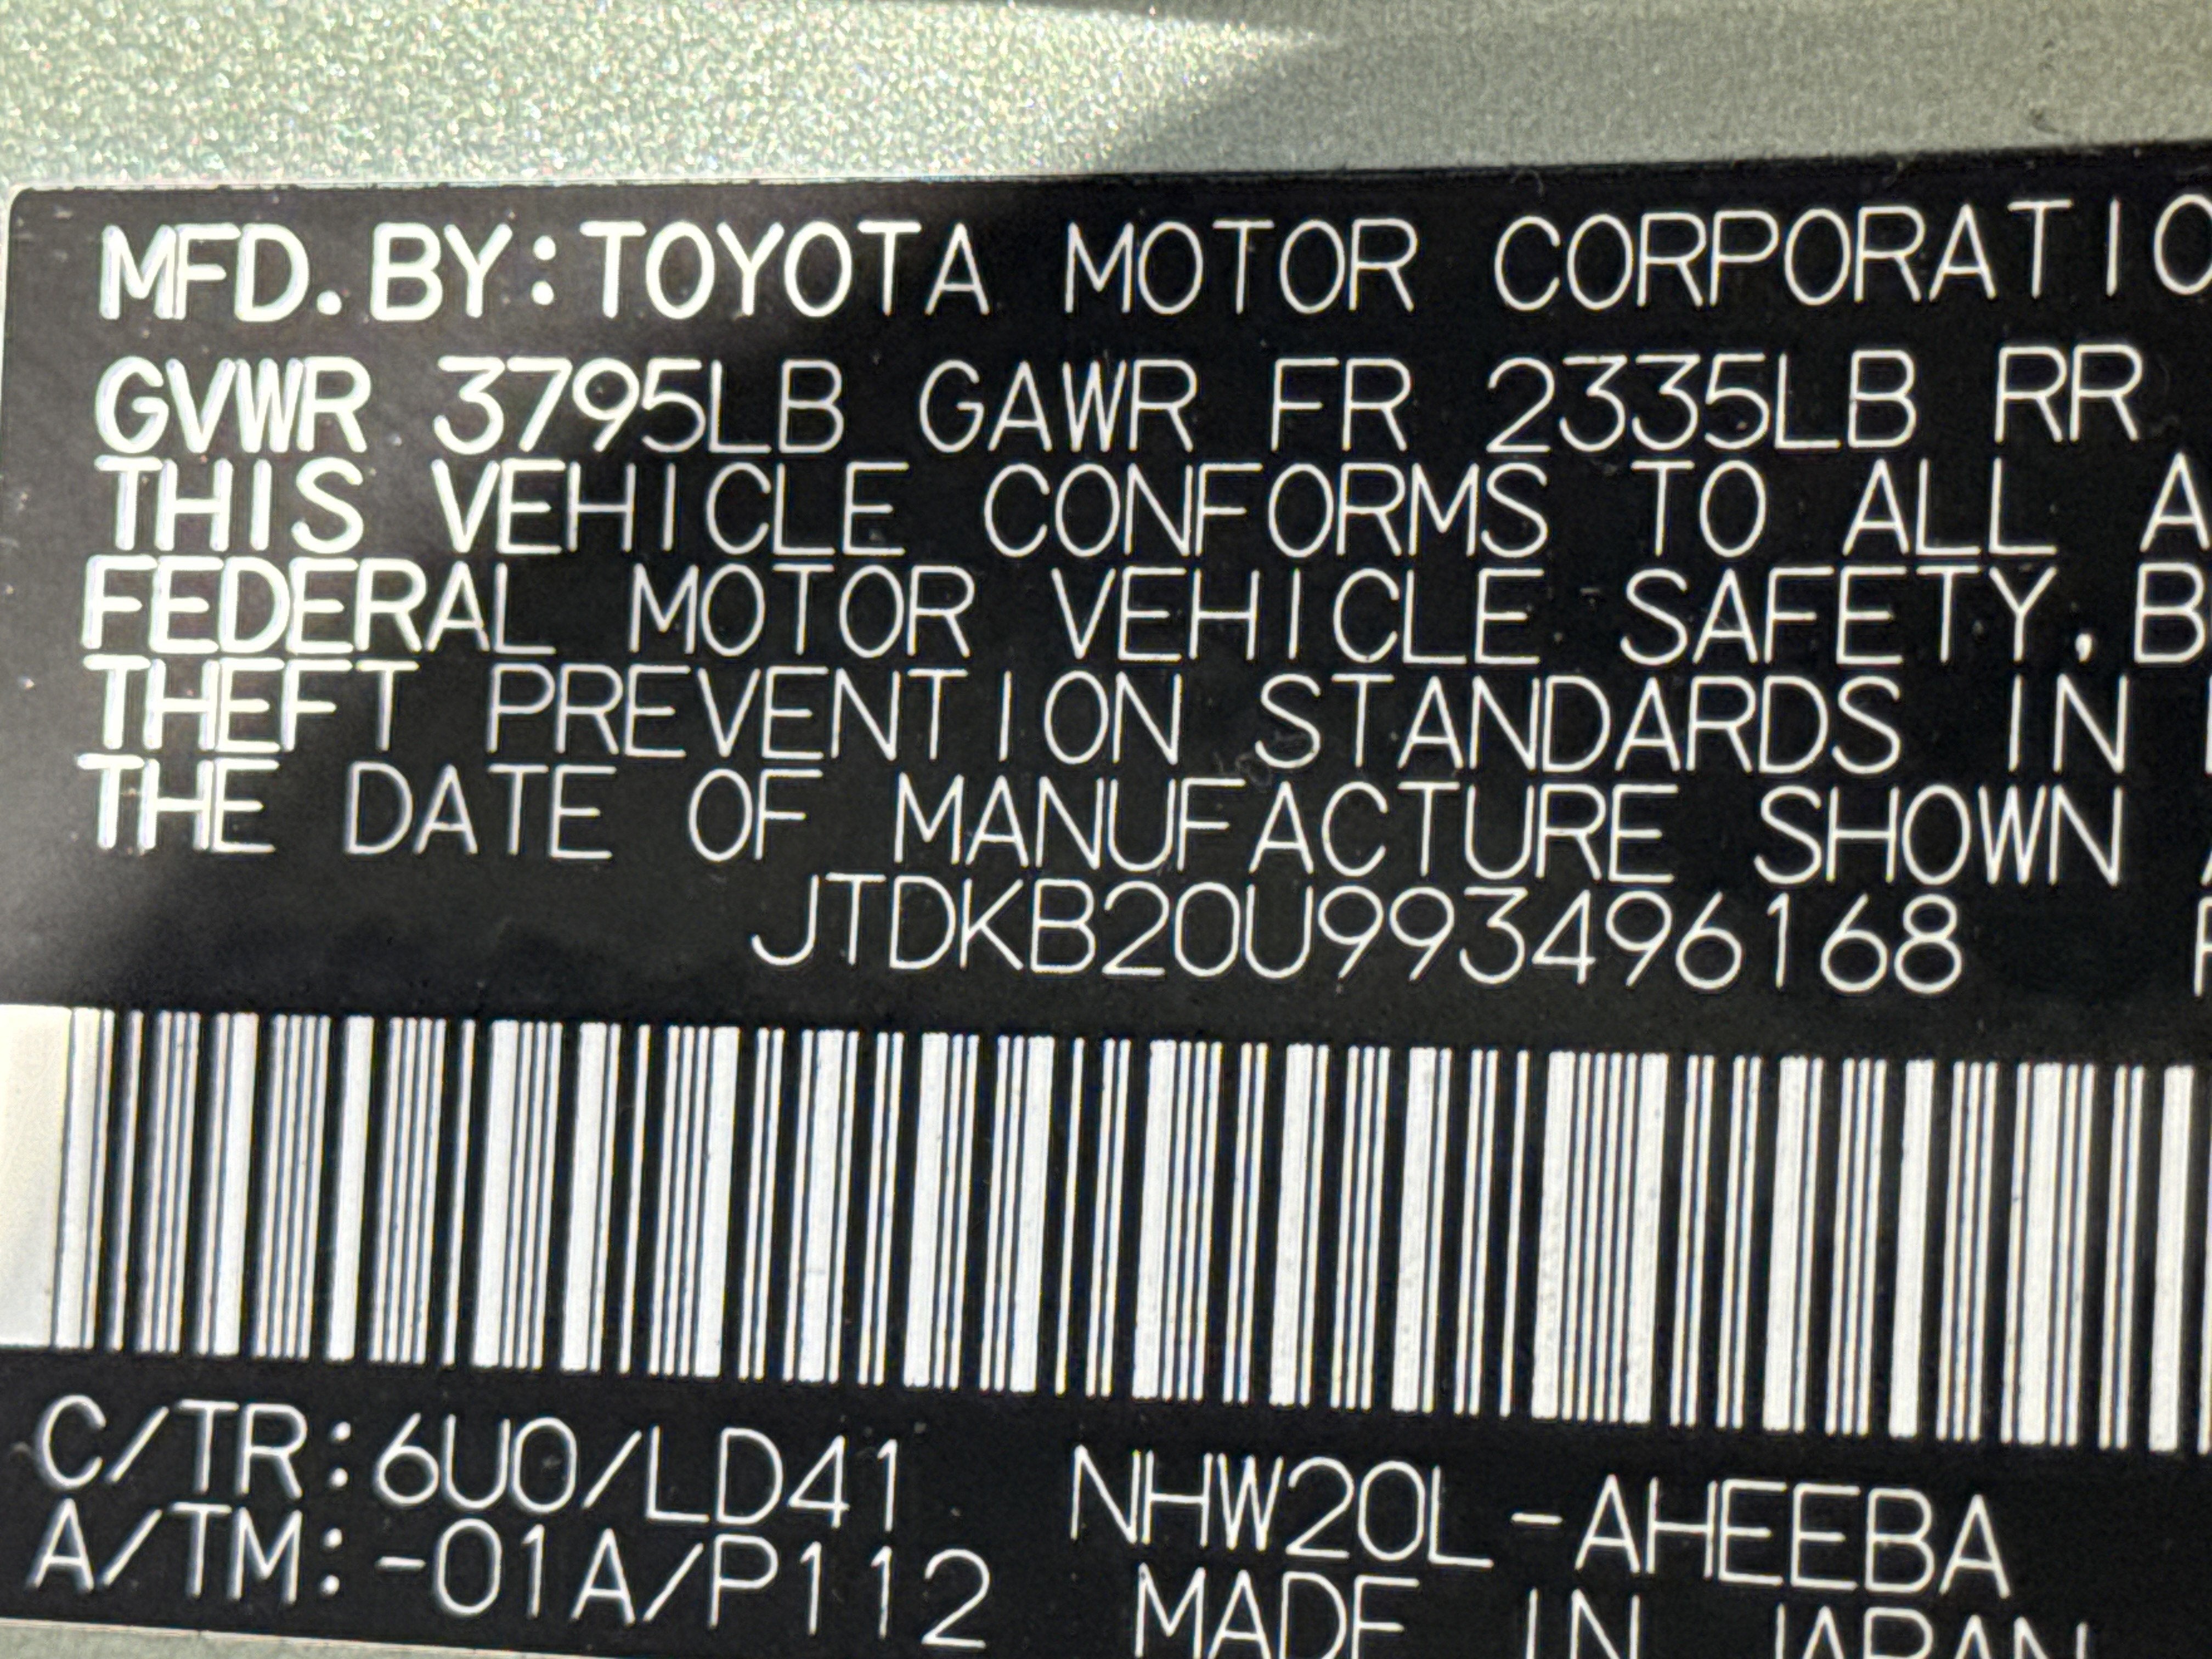 MFD.BY:TOYOTA MOTOR CORPORATIO
GVWR 3795LB GAWR FR 2335LB RR
THIS VEHICLE CONFORMS TO ALL A
FEDERAL MOTOR VEHICLE SAFETY,B
THEFT PREVENTION STANDARDS IN
THE DATE OF MANUFACTURE SHOWN
JTDKB20U993496168
C/TR:6U0/LD41 NHW20L-AHEEBA
A/TM:-01A/P112 MADE IN JAPAN